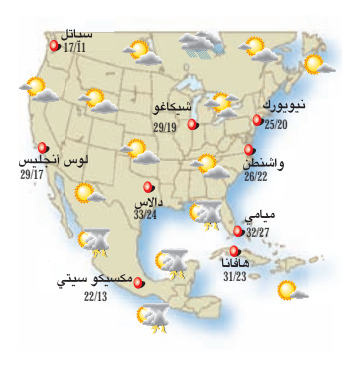 سياتل
17/11
شيكاغو
29/19
نيويورك
25/20
لوس إنجليس
29/17
واشنطن
26/22
دالاس
33/24
ميامي
32/27
هافانا
31/23
مكسيكو سيتي
22/13